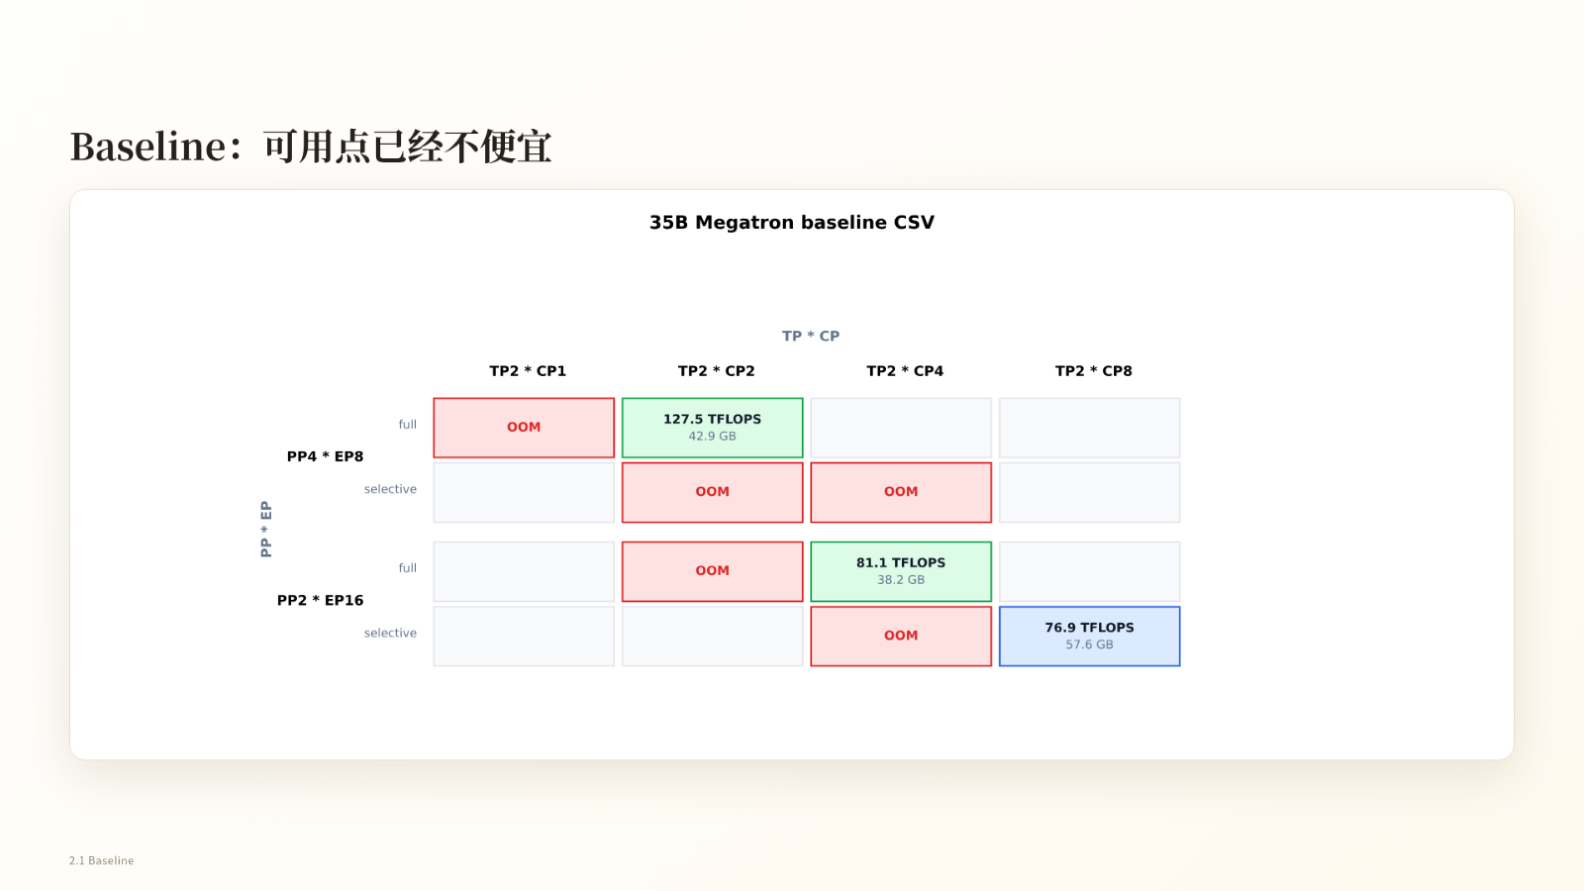 Baseline：可用点已经不便宜
35B Megatron baseline CSV
TP * CP
TP2 * CP1 TP2 * CP2 TP2 * CP4 TP2 * CP8
PP * EP
PP4 * EP8
full
OOM
127.5 TFLOPS
42.9 GB
selective
OOM
OOM
PP2 * EP16
full
OOM
81.1 TFLOPS
38.2 GB
selective
OOM
76.9 TFLOPS
57.6 GB
2.1 Baseline